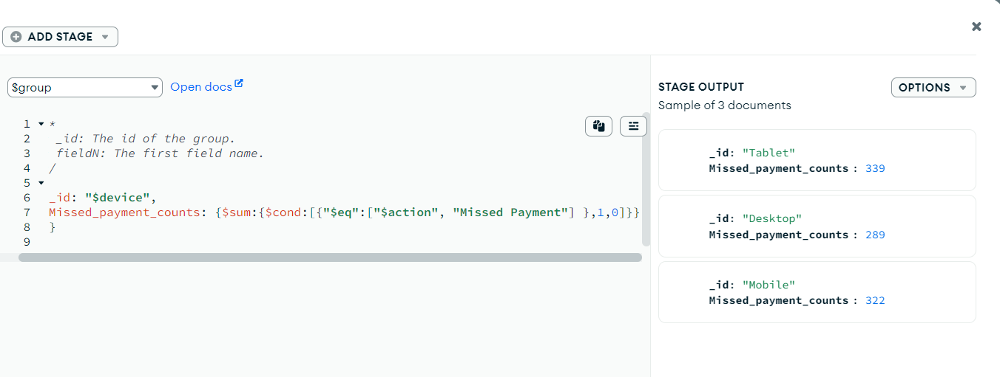 ADD STAGE
$group
Open docs
1 *
2 _id: The id of the group.
3 fieldN: The first field name.
4 /
5
6 _id: "$device",
7 Missed_payment_counts: {$sum:{$cond:[{"$eq":["$action", "Missed Payment"] },1,0]}}
8 }
9
STAGE OUTPUT
OPTIONS
Sample of 3 documents
_id: "Tablet"
Missed_payment_counts : 339
_id: "Desktop"
Missed_payment_counts : 289
_id: "Mobile"
Missed_payment_counts : 322